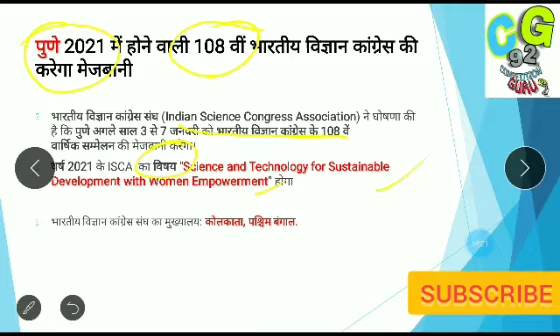 पुणे 2021 में होने वाली 108 वीं भारतीय विज्ञान कांग्रेस की
करेगा मेजबानी
भारतीय विज्ञान कांग्रेस संघ (Indian Science Congress Association) ने घोषणा की
है कि पुणे अगले साल 3 से 7 जनवरी को भारतीय विज्ञान कांग्रेस के 108 वें
वार्षिक सम्मेलन की मेजबानी करेगा।
वर्ष 2021 के ISCA का विषय "Science and Technology for Sustainable
Development with Women Empowerment" होगा
भारतीय विज्ञान कांग्रेस संघ का मुख्यालय: कोलकाता, पश्चिम बंगाल.
CG
92
GURU
SUBSCRIBE